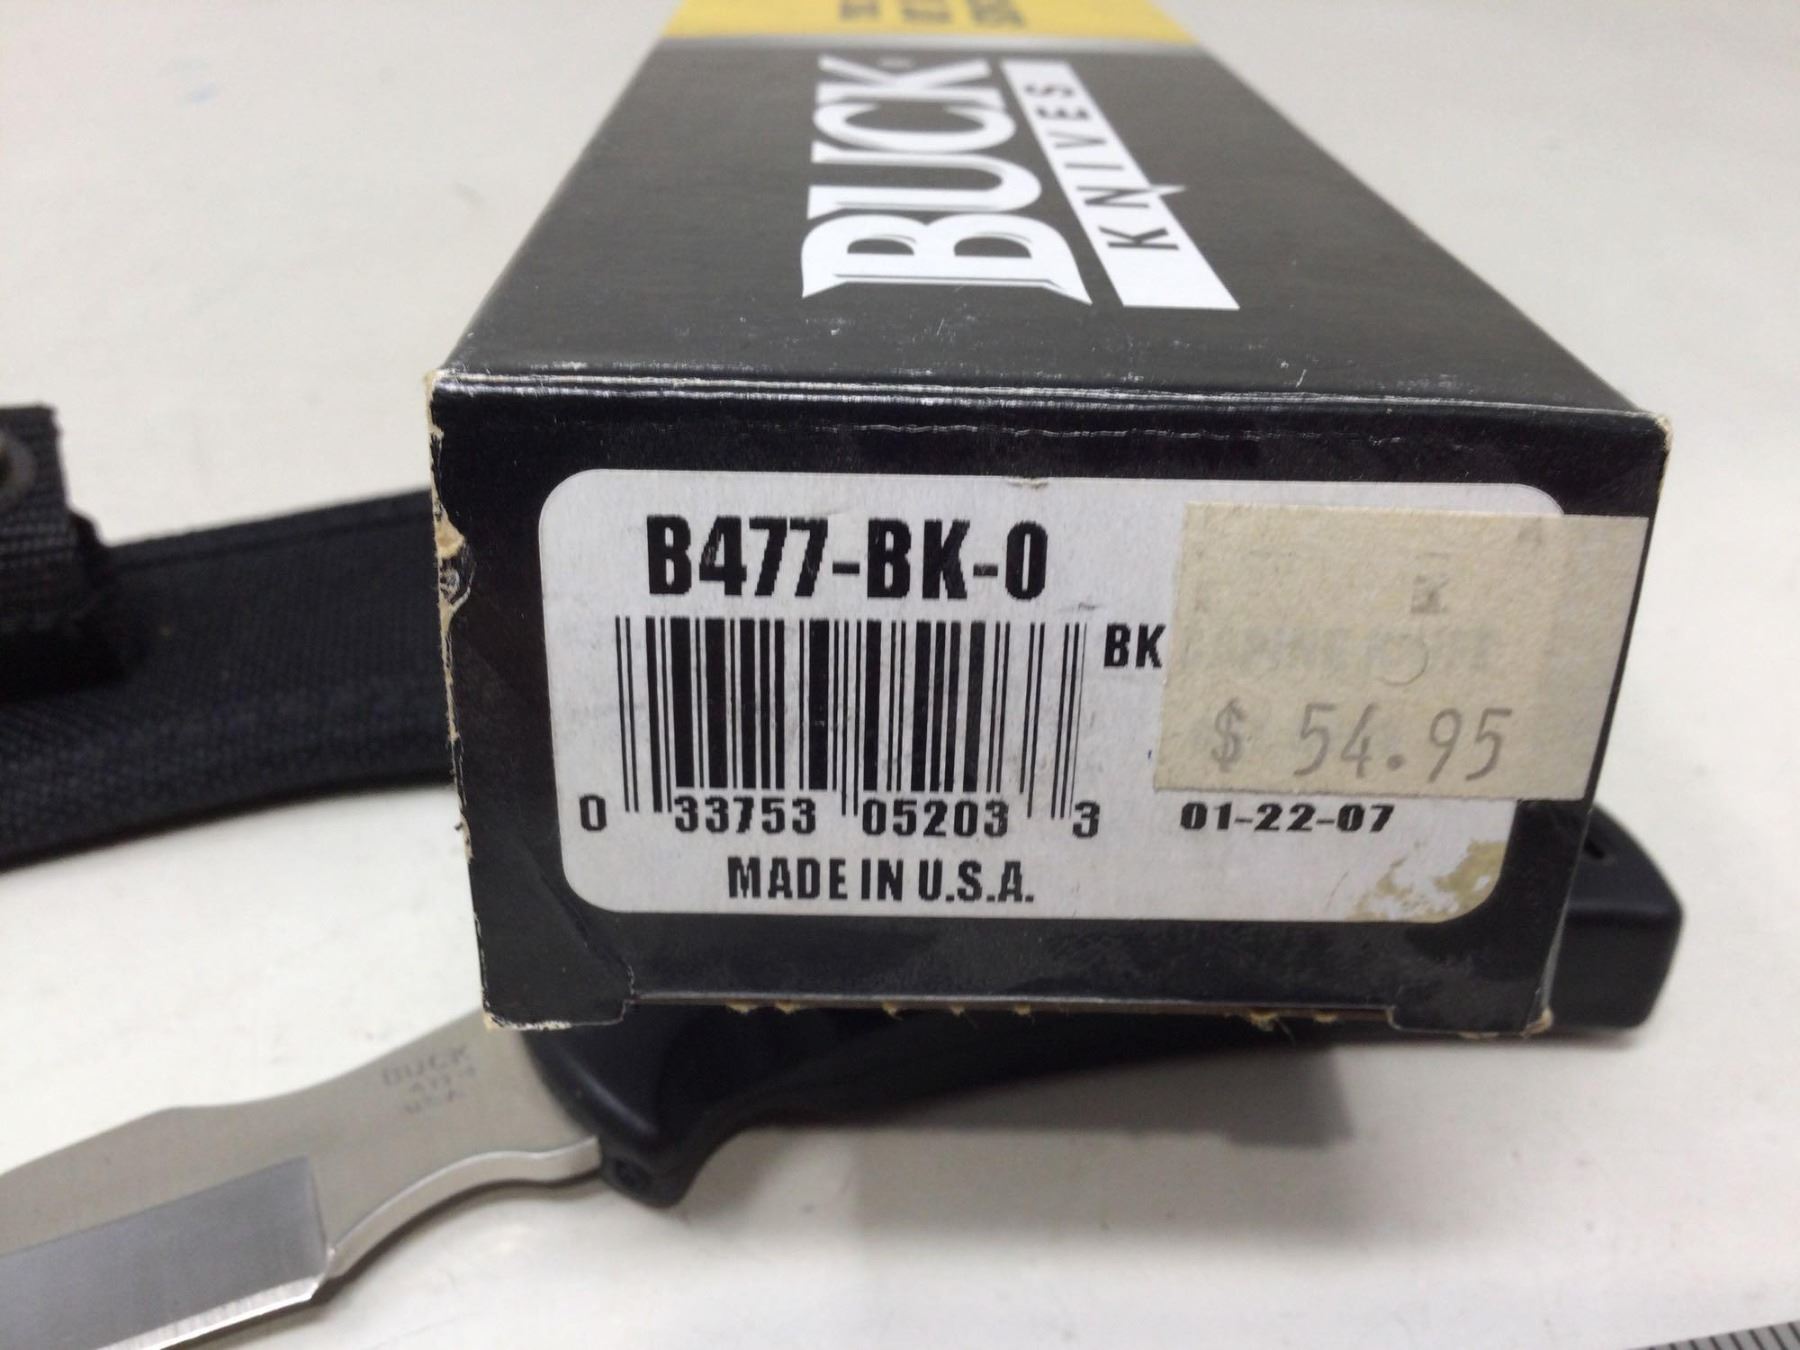 BUCK
KNIVES
B477-BK-0
BK
$ 54.95
0 33753 05203 3
01-22-07
MADE IN U.S.A.
BUCK